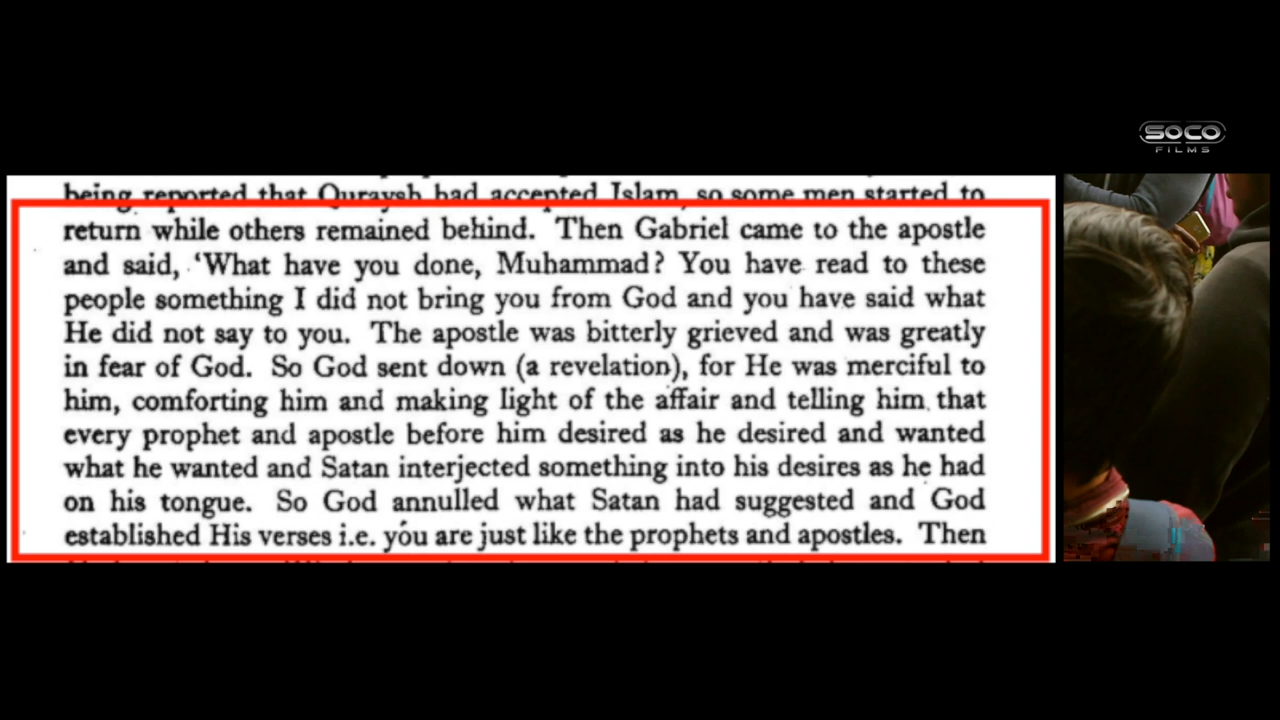 SOCO
FILMS
being reported that Quraysh had accepted Islam, so some men started to
return while others remained behind. Then Gabriel came to the apostle
and said, ‘What have you done, Muhammad? You have read to these
people something I did not bring you from God and you have said what
He did not say to you. The apostle was bitterly grieved and was greatly
in fear of God. So God sent down (a revelation), for He was merciful to
him, comforting him and making light of the affair and telling him that
every prophet and apostle before him desired as he desired and wanted
what he wanted and Satan interjected something into his desires as he had
on his tongue. So God annulled what Satan had suggested and God
established His verses i.e. you are just like the prophets and apostles. Then